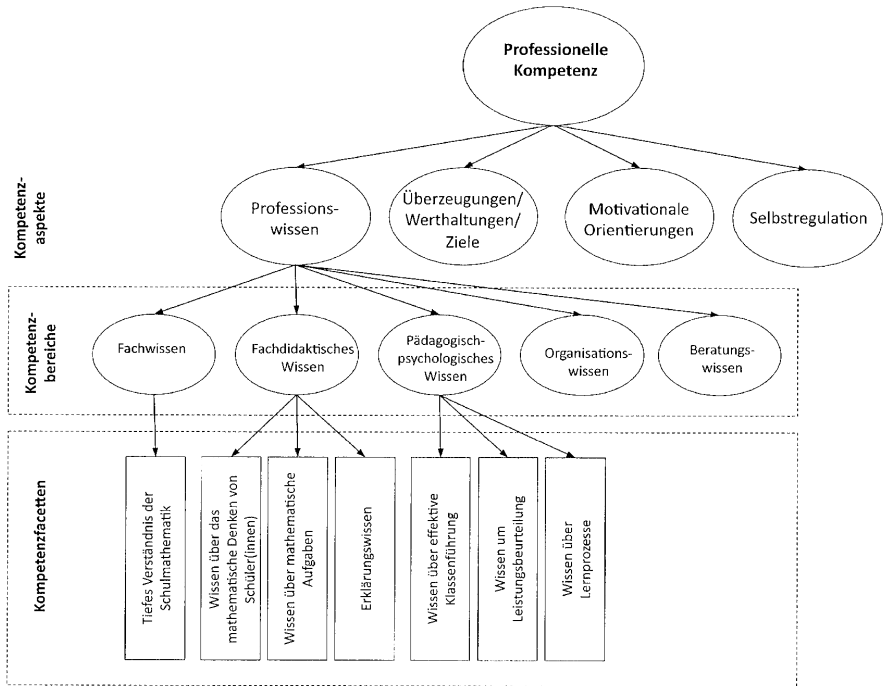 Professionelle
Kompetenz
Kompetenz-
aspekte
Professions-
wissen
Überzeugungen/
Werthaltungen/
Ziele
Motivationale
Orientierungen
Selbstregulation
Kompetenz-
bereiche
Fachwissen
Fachdidaktisches
Wissen
Pädagogisch-
psychologisches
Wissen
Organisations-
wissen
Beratungs-
wissen
Kompetenzfacetten
Tiefes Verständnis der
Schulmathematik
Wissen über das
mathematische Denken von
Schüler(innen)
Wissen über mathematische
Aufgaben
Erklärungswissen
Wissen über effektive
Klassenführung
Wissen um
Leistungsbeurteilung
Wissen über
Lernprozesse